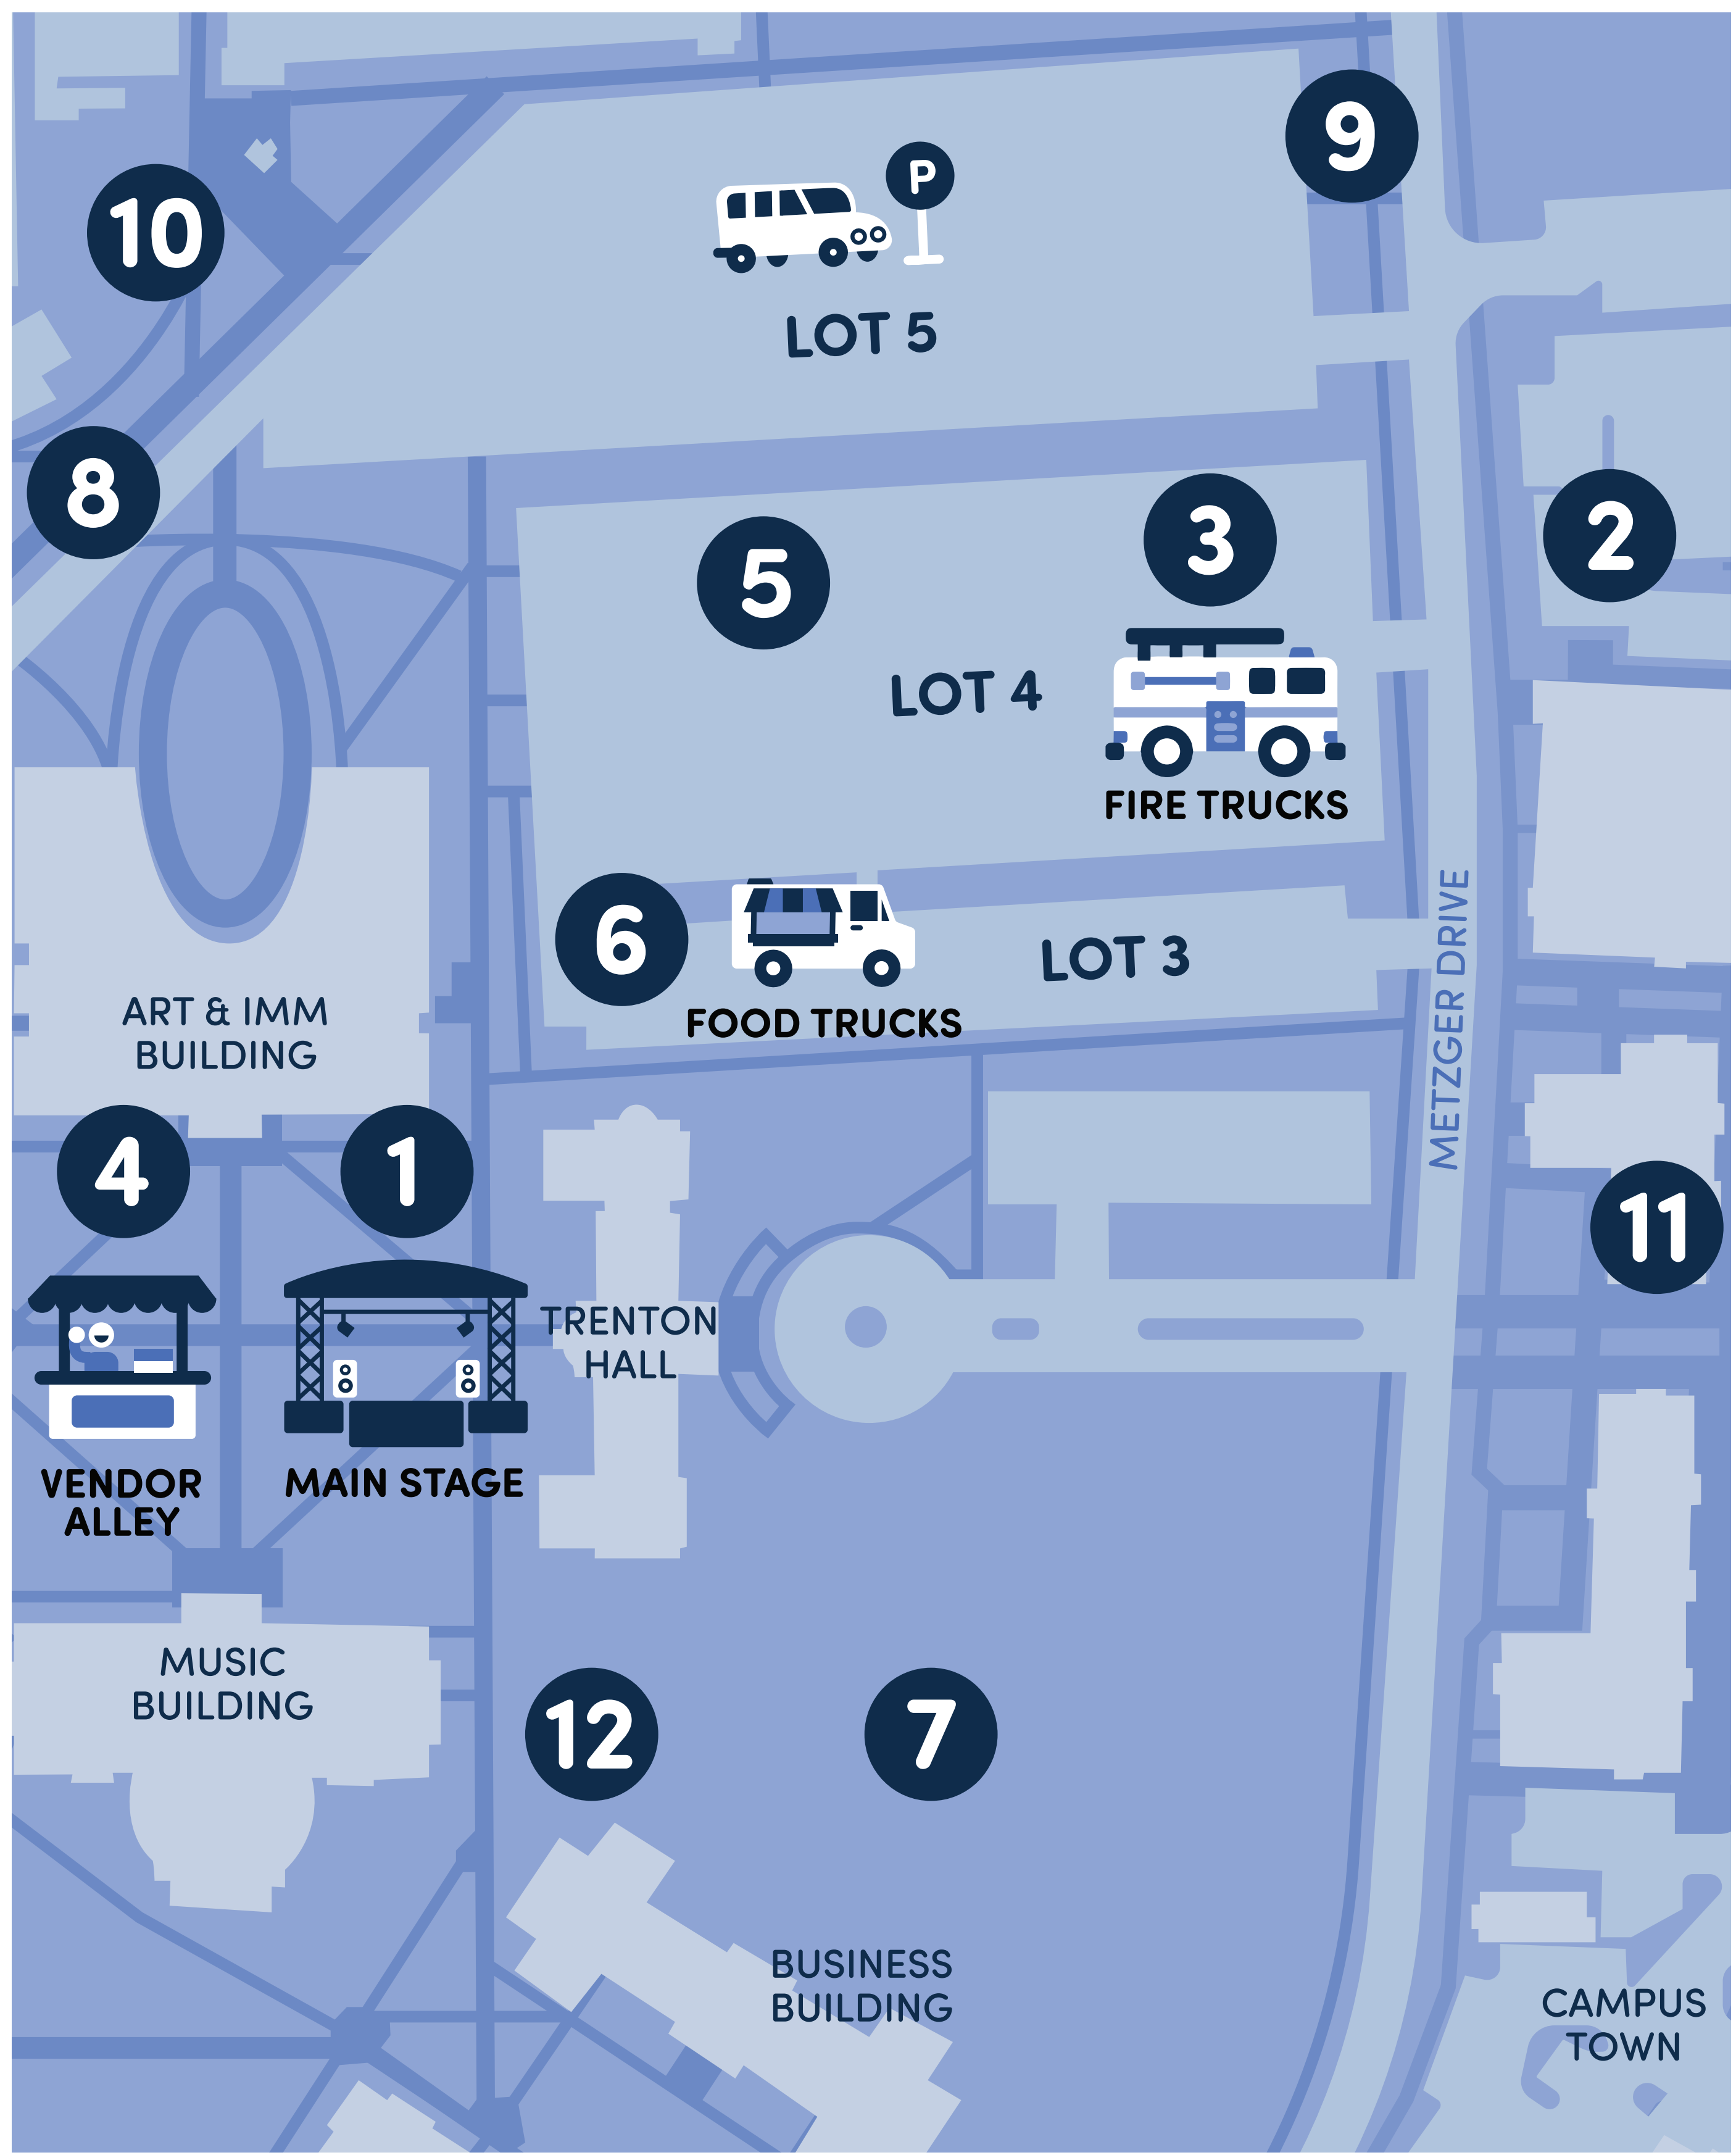 9
P
10
LOT 5
8
2
3
5
LOT 4
FIRE TRUCKS
6
LOT 3
FOOD TRUCKS
METZGER DRIVE
ART & IMM
BUILDING
4
1
11
TRENTON
HALL
VENDOR
ALLEY
MAIN STAGE
MUSIC
BUILDING
12
7
BUSINESS
BUILDING
CAMPUS
TOWN